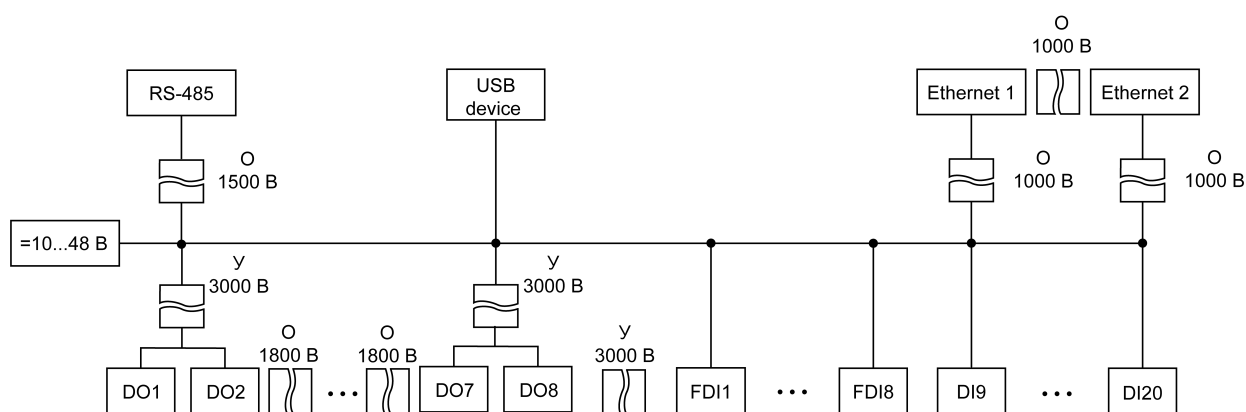 О
1000 В
RS-485
USB
device
Ethernet 1
Ethernet 2
О
1500 В
О
1000 В
О
1000 В
=10...48 В
У
3000 В
У
3000 В
О
1800 В
О
1800 В
У
3000 В
DO1
DO2
...
DO7
DO8
FDI1
...
FDI8
DI9
...
DI20